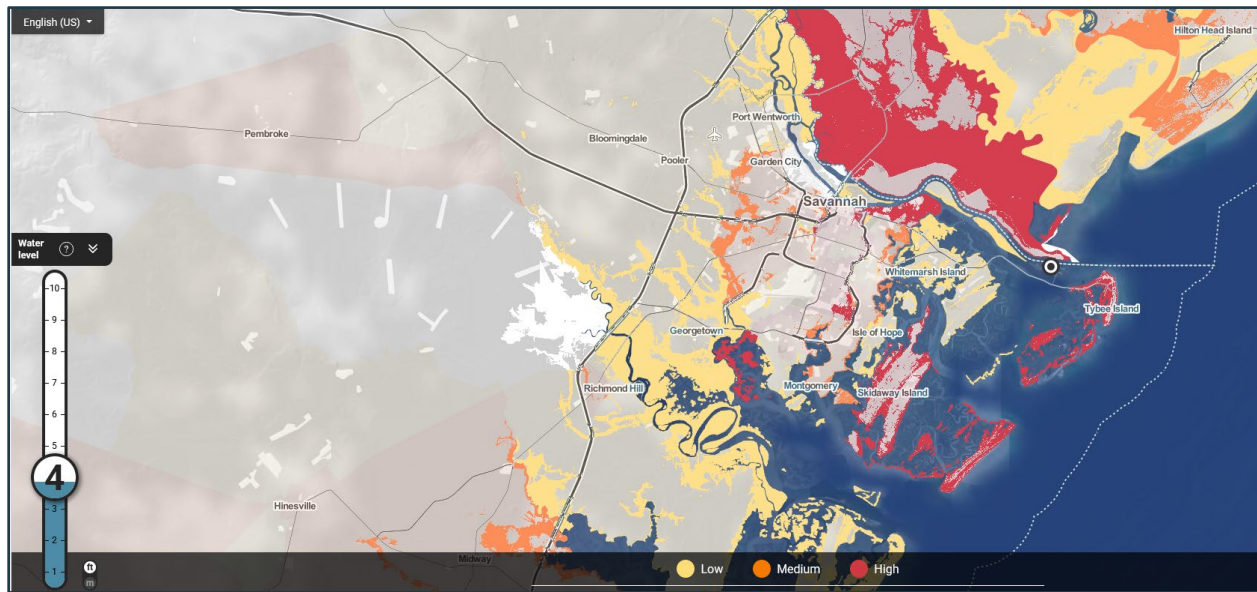 English (US)
Hilton Head Island
Port Wentworth
Pembroke
Bloomingdale
Pooler
Garden City
Savannah
Water
level
?
Whitemarsh Island
10
9
8
7
6
5
4
3
2
1
Tybee Island
Georgetown
Isle of Hope
Richmond Hill
Montgomery
Skidaway Island
Hinesville
Midway
ft
m
Low
Medium
High